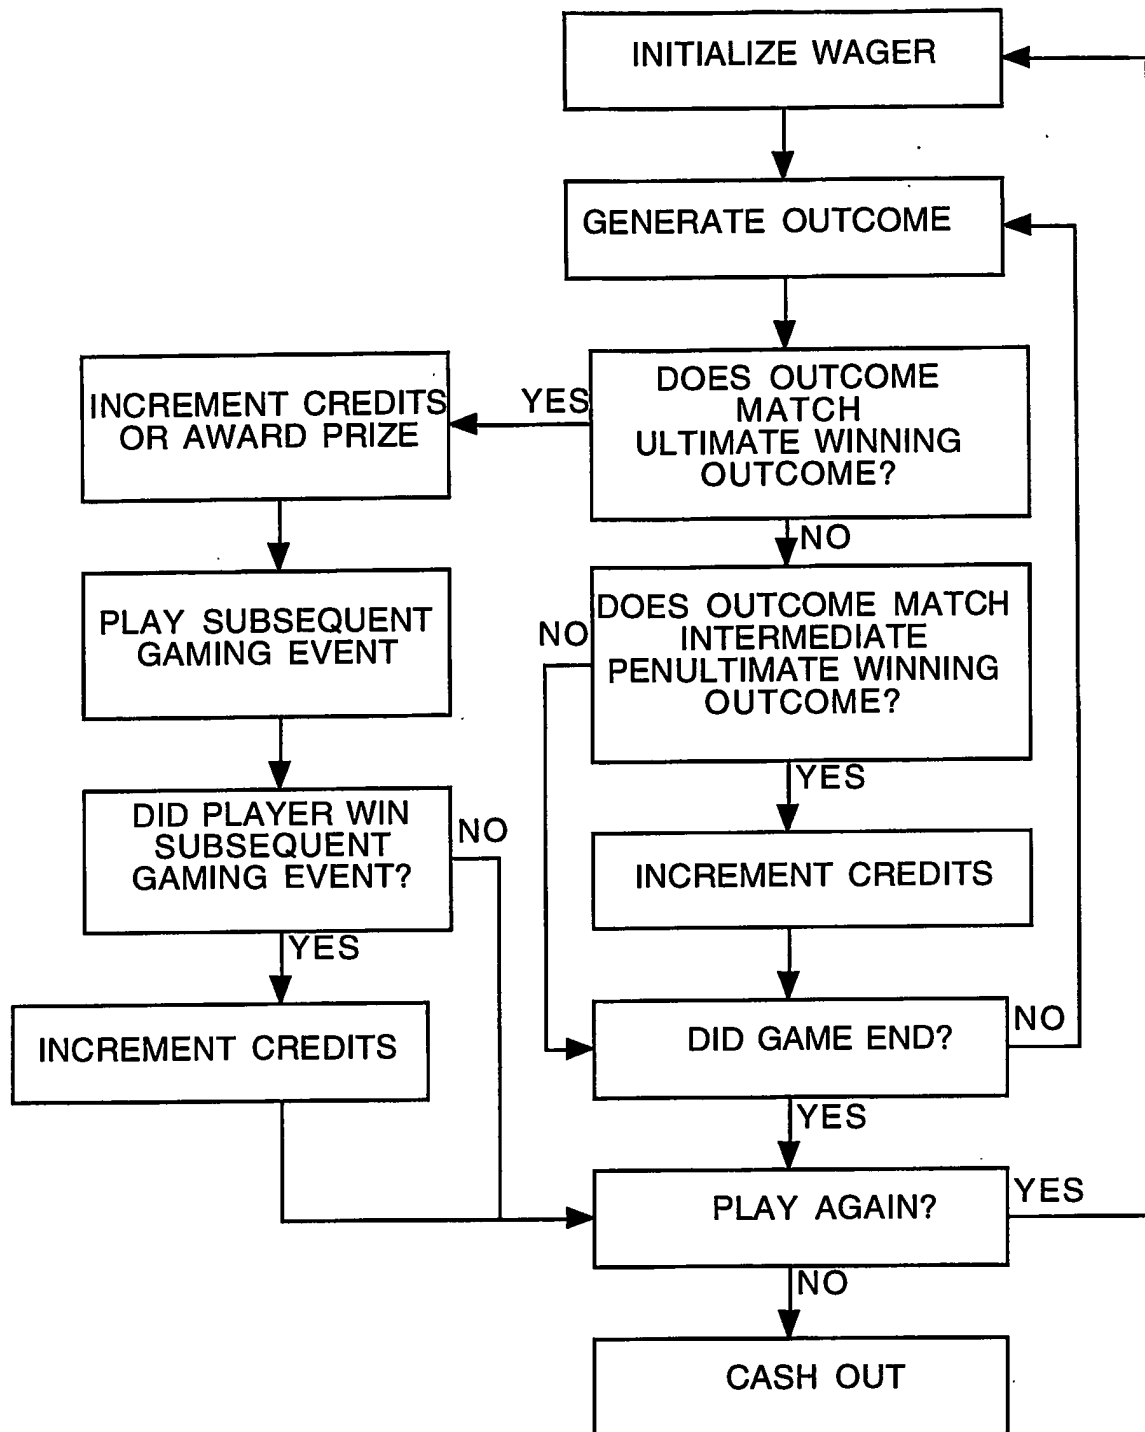 INITIALIZE WAGER
GENERATE OUTCOME
DOES OUTCOME
MATCH
ULTIMATE WINNING
OUTCOME?
YES
INCREMENT CREDITS
OR AWARD PRIZE
NO
PLAY SUBSEQUENT
GAMING EVENT
DOES OUTCOME MATCH
INTERMEDIATE
PENULTIMATE WINNING
OUTCOME?
NO
YES
DID PLAYER WIN
SUBSEQUENT
GAMING EVENT?
NO
INCREMENT CREDITS
YES
INCREMENT CREDITS
DID GAME END?
NO
YES
PLAY AGAIN?
YES
NO
CASH OUT